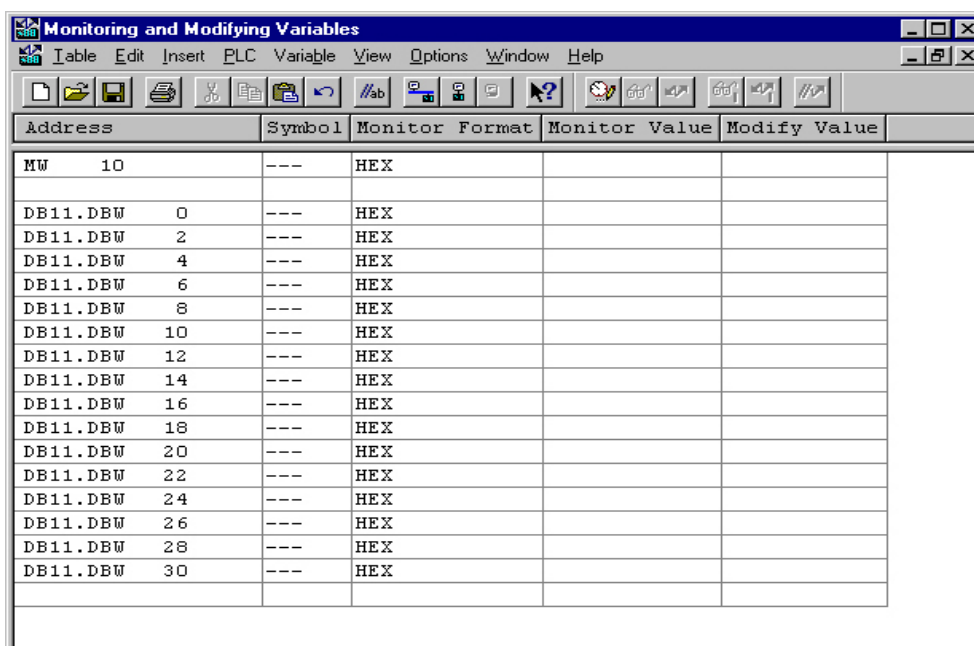 Monitoring and Modifying Variables
Table Edit Insert PLC Variable View Options Window Help
//ab
Address Symbol Monitor Format Monitor Value Modify Value
MW 10 --- HEX
DB11.DBW 0 --- HEX
DB11.DBW 2 --- HEX
DB11.DBW 4 --- HEX
DB11.DBW 6 --- HEX
DB11.DBW 8 --- HEX
DB11.DBW 10 --- HEX
DB11.DBW 12 --- HEX
DB11.DBW 14 --- HEX
DB11.DBW 16 --- HEX
DB11.DBW 18 --- HEX
DB11.DBW 20 --- HEX
DB11.DBW 22 --- HEX
DB11.DBW 24 --- HEX
DB11.DBW 26 --- HEX
DB11.DBW 28 --- HEX
DB11.DBW 30 --- HEX